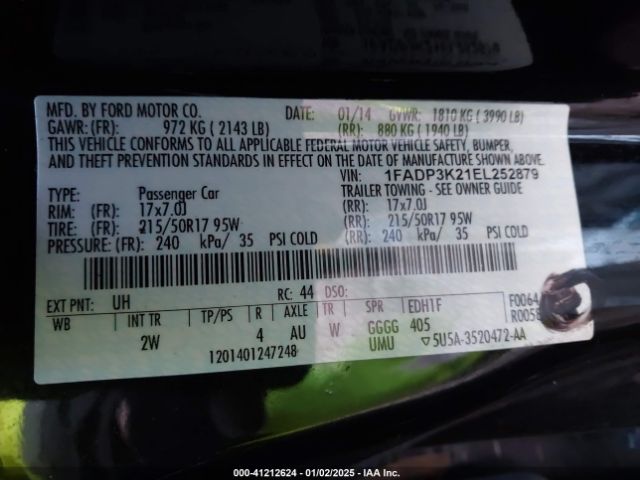 MFD. BY FORD MOTOR CO. DATE: 01/14 GVWR: 1810 KG ( 3990 LB)
GAWR: (FR): 972 KG ( 2143 LB) (RR): 880 KG ( 1940 LB)
THIS VEHICLE CONFORMS TO ALL APPLICABLE FEDERAL MOTOR VEHICLE SAFETY, BUMPER,
AND THEFT PREVENTION STANDARDS IN EFFECT ON THE DATE OF MANUFACTURE SHOWN ABOVE.
VIN: 1FADP3K21EL252879
TYPE: Passenger Car TRAILER TOWING - SEE OWNER GUIDE
RIM: (FR): 17x7.0J (RR): 17x7.0J
TIRE: (FR): 215/50R17 95W (RR): 215/50R17 95W
PRESSURE: (FR): 240 kPa/ 35 PSI COLD (RR): 240 kPa/ 35 PSI COLD
EXT PNT: UH RC: 44 DSO:
WB INT TR TP/PS R AXLE TR SPR EDH1F F0064
2W 4 AU W GGGG 405
1201401247248 UMU ▽5U5A-3520472-AA
000-41212624 - 01/02/2025 - IAA Inc.